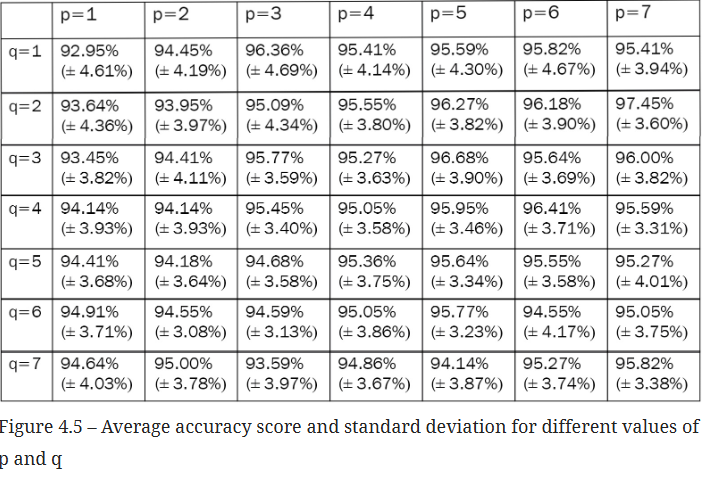 p=1 p=2 p=3 p=4 p=5 p=6 p=7
q=1 92.95% 94.45% 96.36% 95.41% 95.59% 95.82% 95.41%
(± 4.61%) (± 4.19%) (± 4.69%) (± 4.14%) (± 4.30%) (± 4.67%) (± 3.94%)
q=2 93.64% 93.95% 95.09% 95.55% 96.27% 96.18% 97.45%
(± 4.36%) (± 3.97%) (± 4.34%) (± 3.80%) (± 3.82%) (± 3.90%) (± 3.60%)
q=3 93.45% 94.41% 95.77% 95.27% 96.68% 95.64% 96.00%
(± 3.82%) (± 4.11%) (± 3.59%) (± 3.63%) (± 3.90%) (± 3.69%) (± 3.82%)
q=4 94.14% 94.14% 95.45% 95.05% 95.95% 96.41% 95.59%
(± 3.93%) (± 3.93%) (± 3.40%) (± 3.58%) (± 3.46%) (± 3.71%) (± 3.31%)
q=5 94.41% 94.18% 94.68% 95.36% 95.64% 95.55% 95.27%
(± 3.68%) (± 3.64%) (± 3.58%) (± 3.75%) (± 3.34%) (± 3.58%) (± 4.01%)
q=6 94.91% 94.55% 94.59% 95.05% 95.77% 94.55% 95.05%
(± 3.71%) (± 3.08%) (± 3.13%) (± 3.86%) (± 3.23%) (± 4.17%) (± 3.75%)
q=7 94.64% 95.00% 93.59% 94.86% 94.14% 95.27% 95.82%
(± 4.03%) (± 3.78%) (± 3.97%) (± 3.67%) (± 3.87%) (± 3.74%) (± 3.38%)
Figure 4.5 – Average accuracy score and standard deviation for different values of
p and q